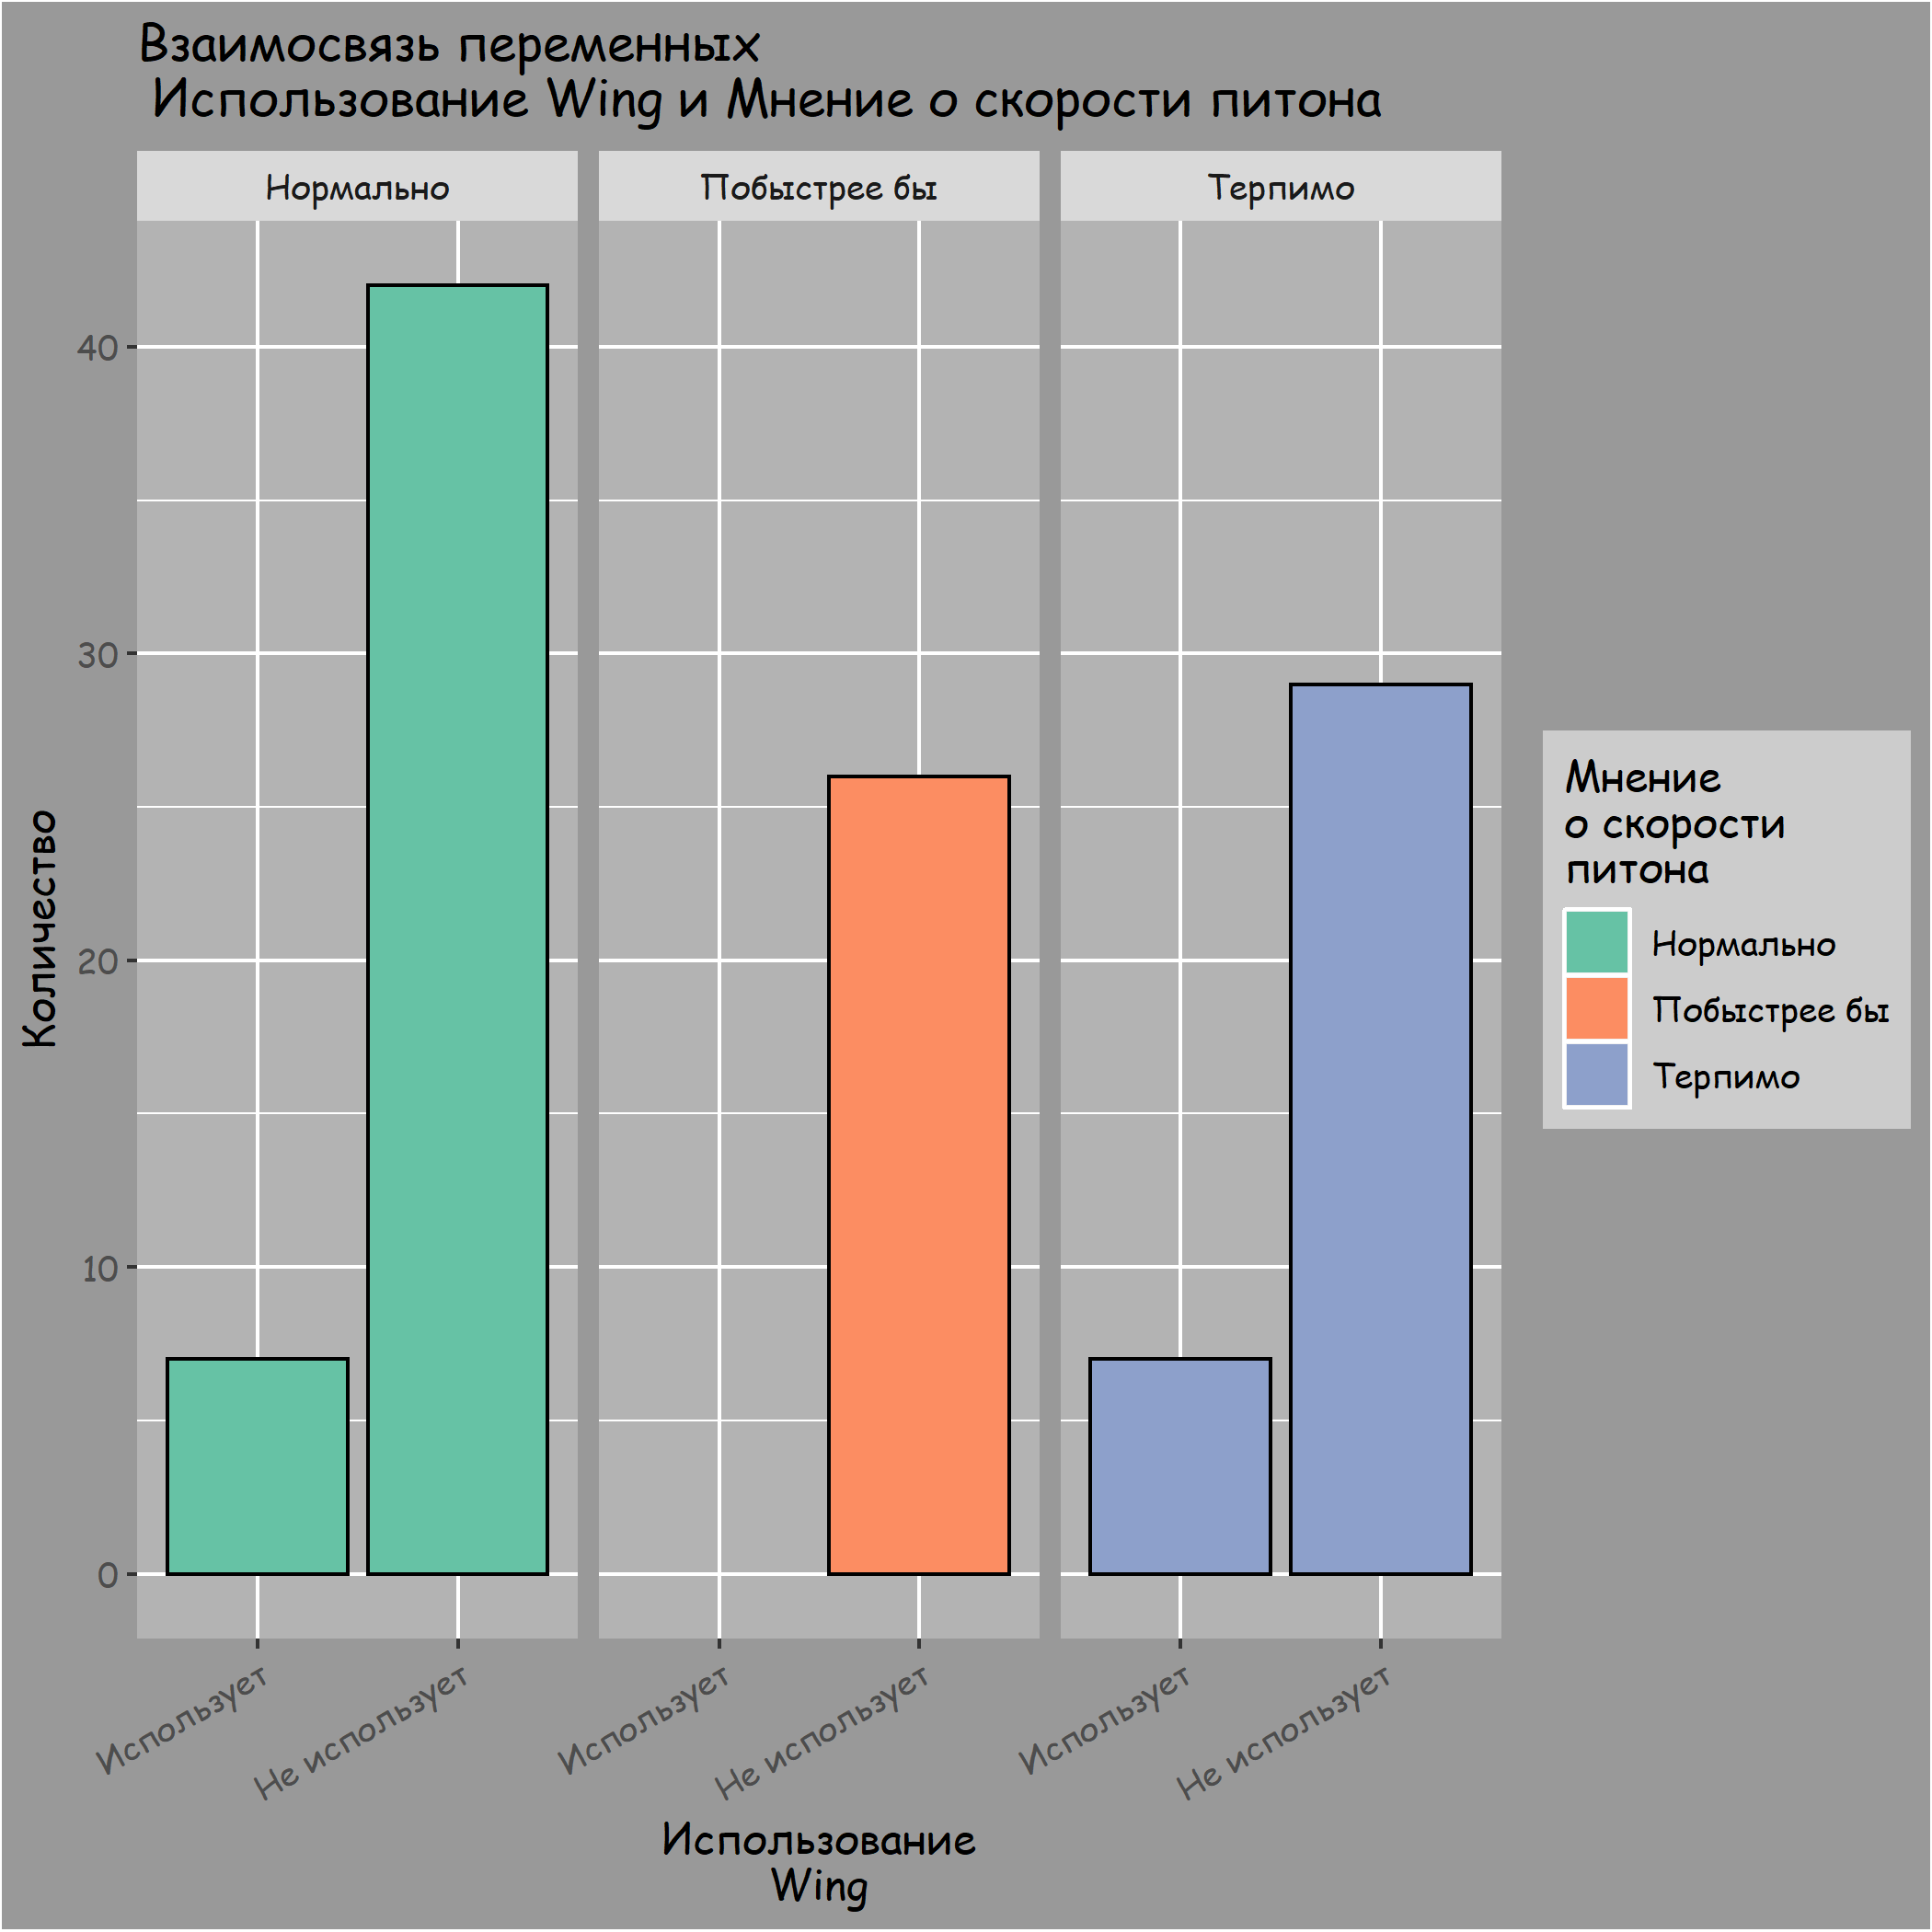 Взаимосвязь переменных
Использование Wing и Мнение о скорости питона
Нормально
Побыстрее бы
Терпимо
Количество
40
30
20
10
0
Использует
Не использует
Использует
Не использует
Использует
Не использует
Использование
Wing
Мнение
о скорости
питона
Нормально
Побыстрее бы
Терпимо